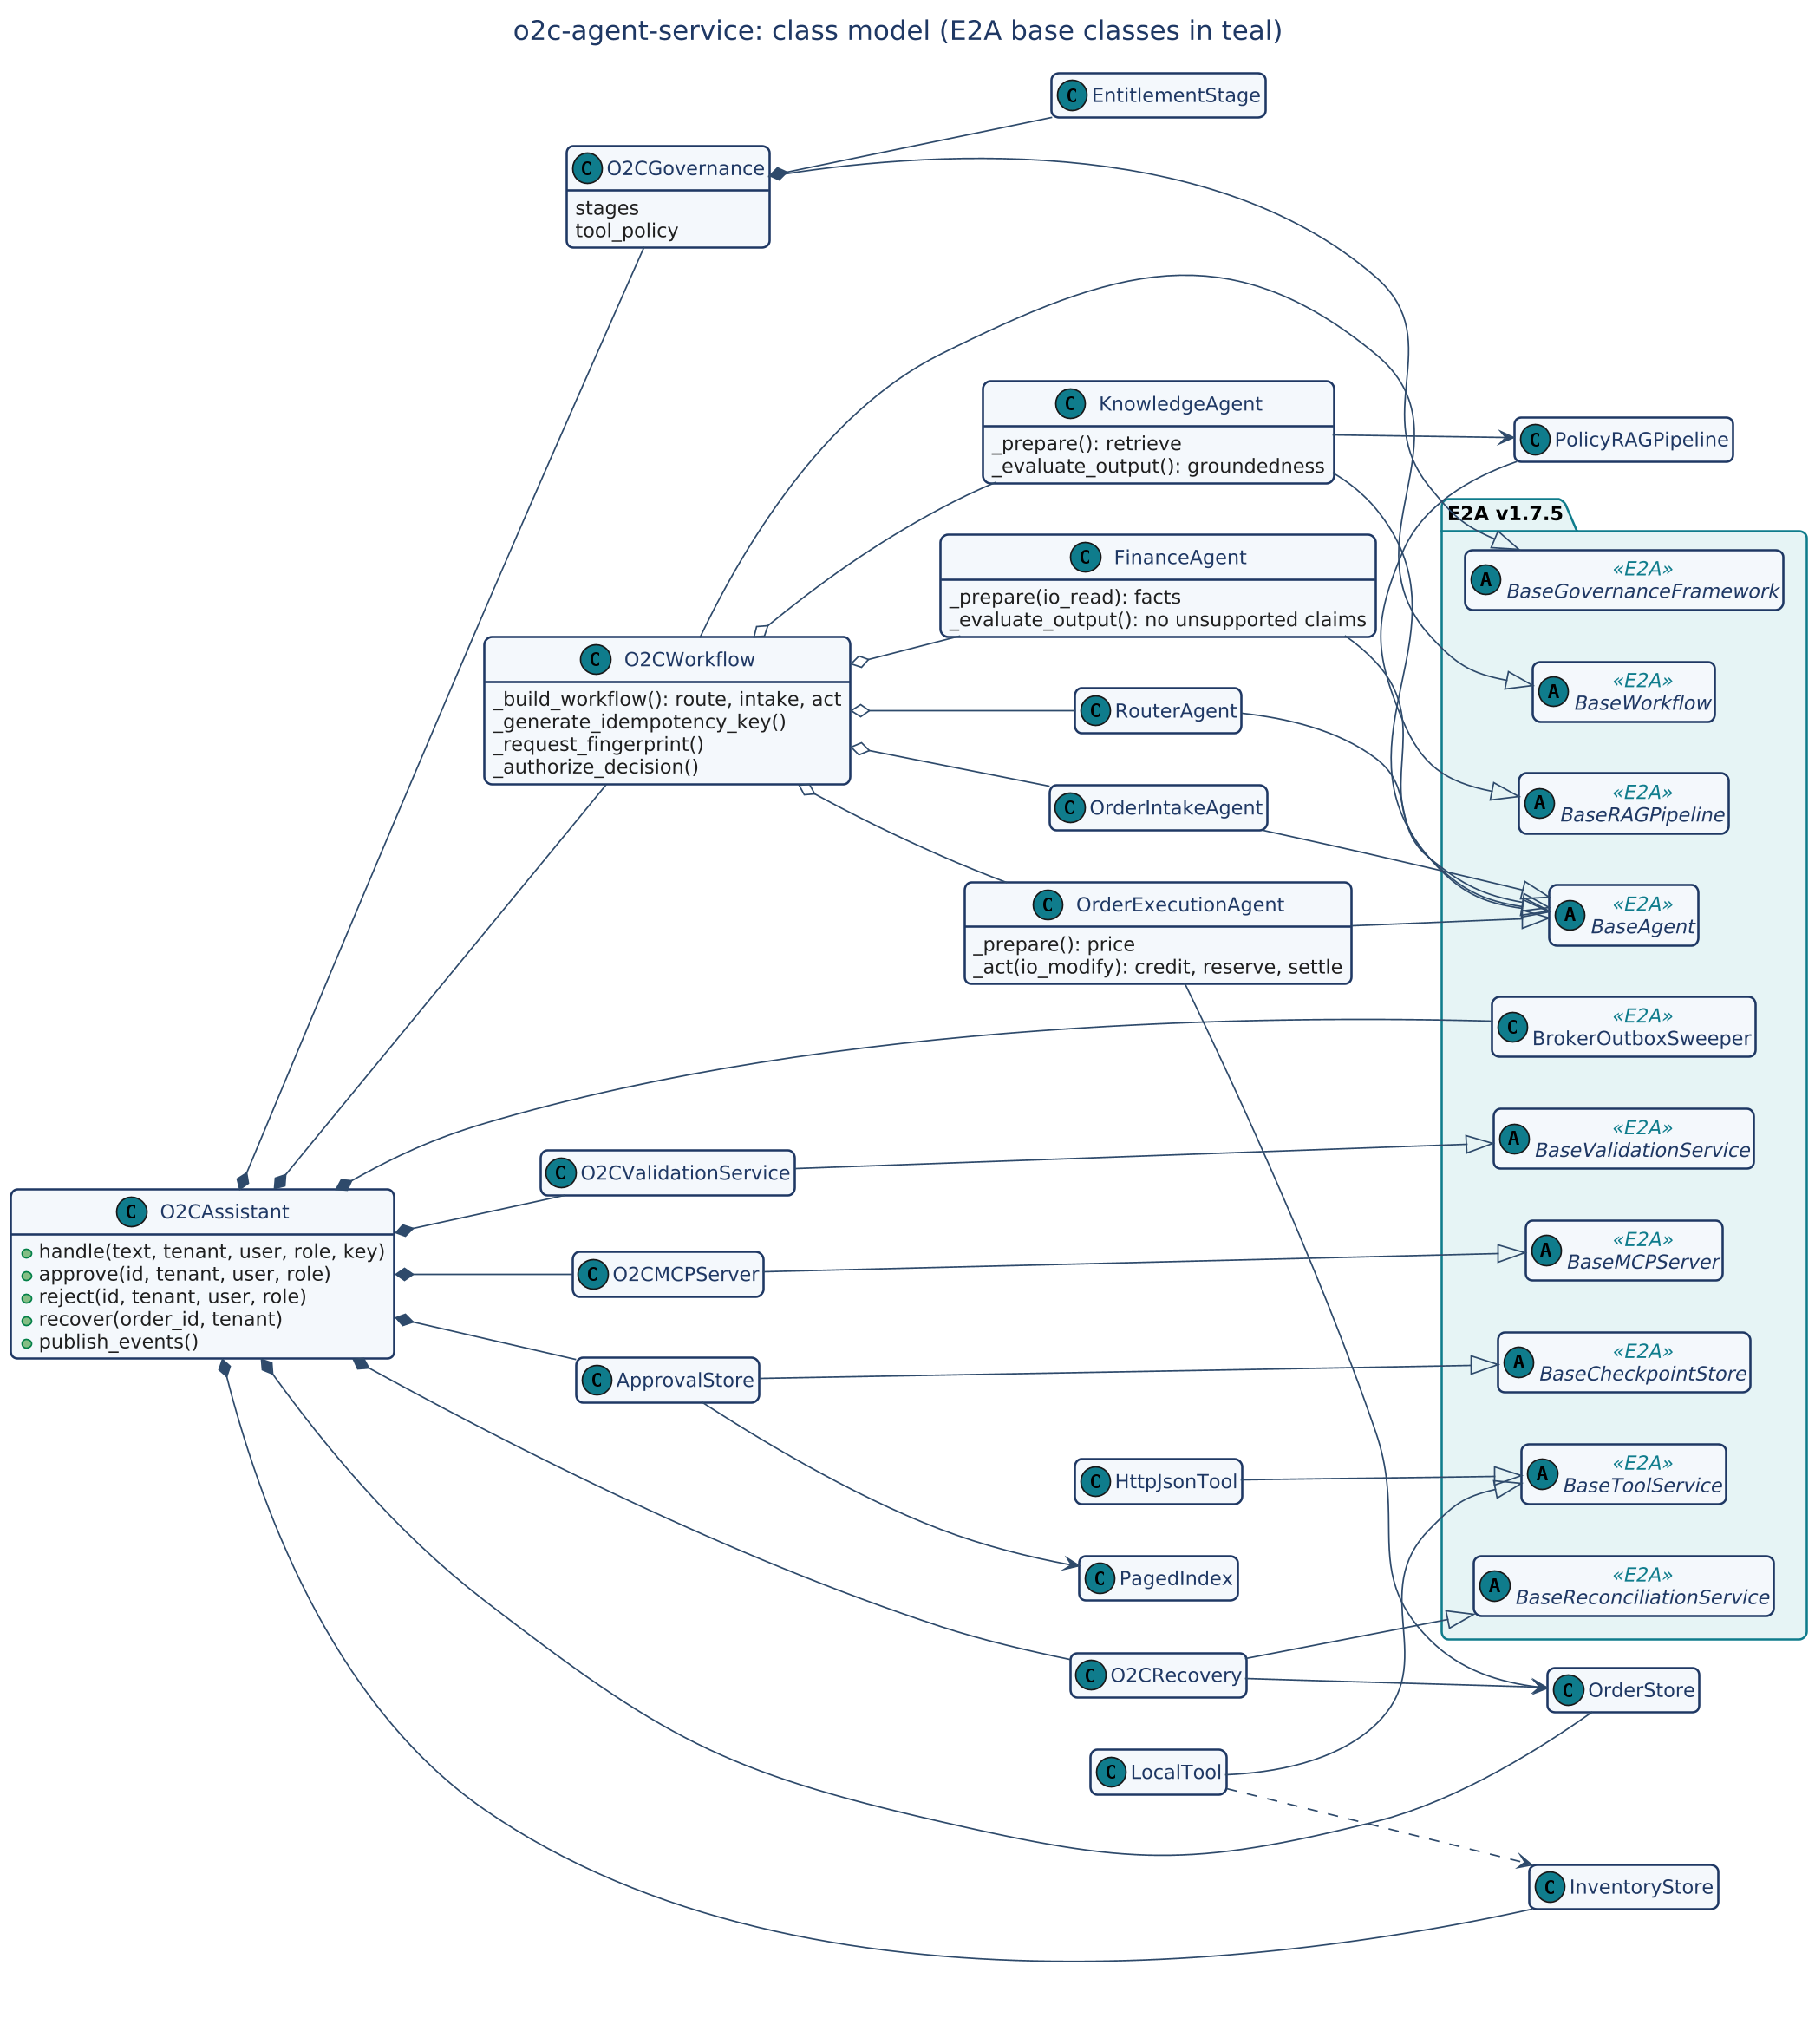 o2c-agent-service: class model (E2A base classes in teal)
C EntitlementStage
C O2CGovernance
stages
tool_policy
C KnowledgeAgent
_prepare(): retrieve
_evaluate_output(): groundedness
C PolicyRAGPipeline
E2A v1.7.5
C FinanceAgent
_prepare(io_read): facts
_evaluate_output(): no unsupported claims
«E2A»
A BaseGovernanceFramework
C O2CWorkflow
_build_workflow(): route, intake, act
_generate_idempotency_key()
_request_fingerprint()
_authorize_decision()
C RouterAgent
«E2A»
A BaseWorkflow
C OrderIntakeAgent
«E2A»
A BaseRAGPipeline
C OrderExecutionAgent
_prepare(): price
_act(io_modify): credit, reserve, settle
«E2A»
A BaseAgent
«E2A»
C BrokerOutboxSweeper
C O2CValidationService
«E2A»
A BaseValidationService
C O2CAssistant
handle(text, tenant, user, role, key)
approve(id, tenant, user, role)
reject(id, tenant, user, role)
recover(order_id, tenant)
publish_events()
C O2CMCPServer
«E2A»
A BaseMCPServer
C ApprovalStore
«E2A»
A BaseCheckpointStore
C HttpJsonTool
«E2A»
A BaseToolService
C PagedIndex
«E2A»
A BaseReconciliationService
C O2CRecovery
C OrderStore
C LocalTool
C InventoryStore